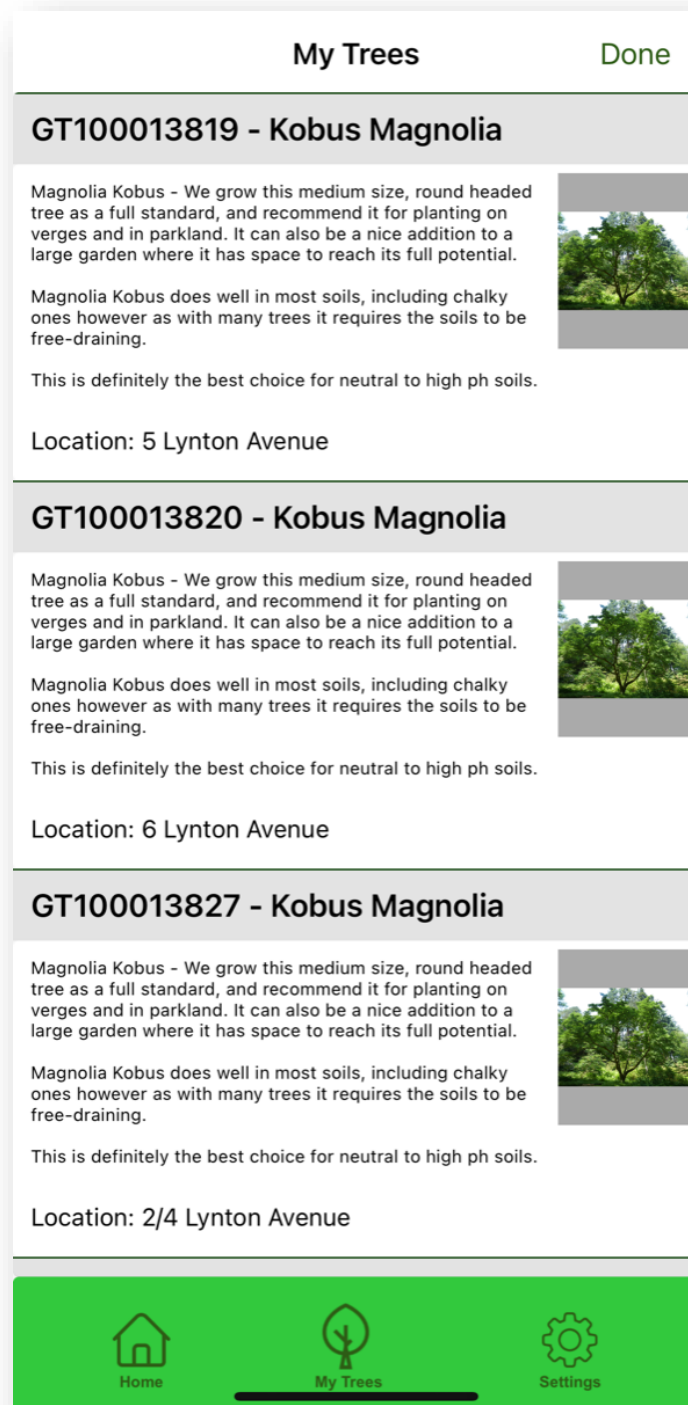 My Trees Done
GT100013819 - Kobus Magnolia
Magnolia Kobus - We grow this medium size, round headed
tree as a full standard, and recommend it for planting on
verges and in parkland. It can also be a nice addition to a
large garden where it has space to reach its full potential.
Magnolia Kobus does well in most soils, including chalky
ones however as with many trees it requires the soils to be
free-draining.
This is definitely the best choice for neutral to high ph soils.
Location: 5 Lynton Avenue
GT100013820 - Kobus Magnolia
Magnolia Kobus - We grow this medium size, round headed
tree as a full standard, and recommend it for planting on
verges and in parkland. It can also be a nice addition to a
large garden where it has space to reach its full potential.
Magnolia Kobus does well in most soils, including chalky
ones however as with many trees it requires the soils to be
free-draining.
This is definitely the best choice for neutral to high ph soils.
Location: 6 Lynton Avenue
GT100013827 - Kobus Magnolia
Magnolia Kobus - We grow this medium size, round headed
tree as a full standard, and recommend it for planting on
verges and in parkland. It can also be a nice addition to a
large garden where it has space to reach its full potential.
Magnolia Kobus does well in most soils, including chalky
ones however as with many trees it requires the soils to be
free-draining.
This is definitely the best choice for neutral to high ph soils.
Location: 2/4 Lynton Avenue
Home My Trees Settings